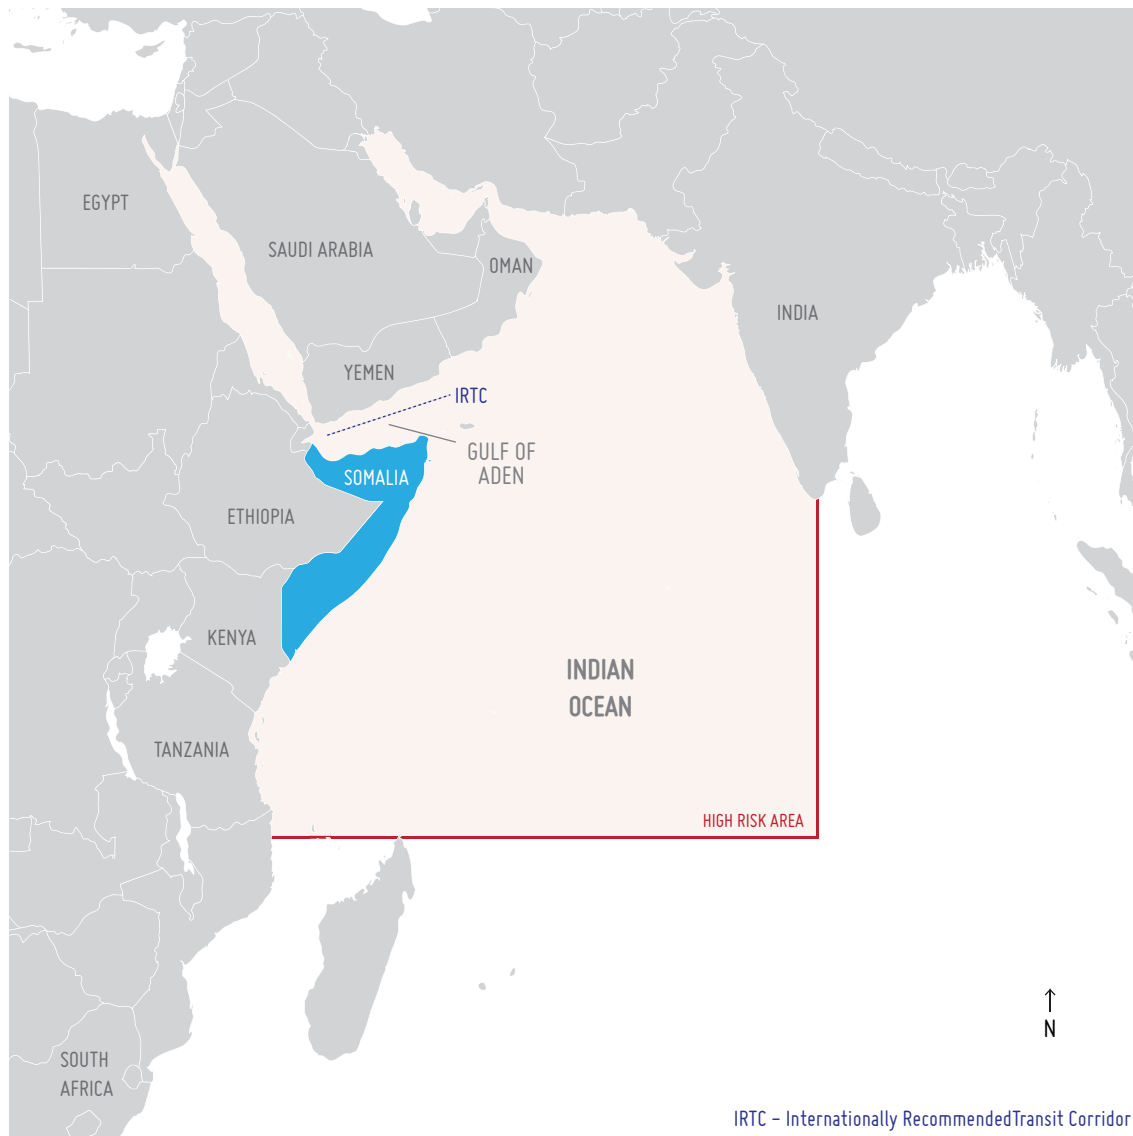 EGYPT
SAUDI ARABIA
OMAN
INDIA
YEMEN
IRTC
GULF OF
ADEN
SOMALIA
ETHIOPIA
KENYA
INDIAN
OCEAN
TANZANIA
HIGH RISK AREA
N
SOUTH
AFRICA
IRTC – Internationally RecommendedTransit Corridor